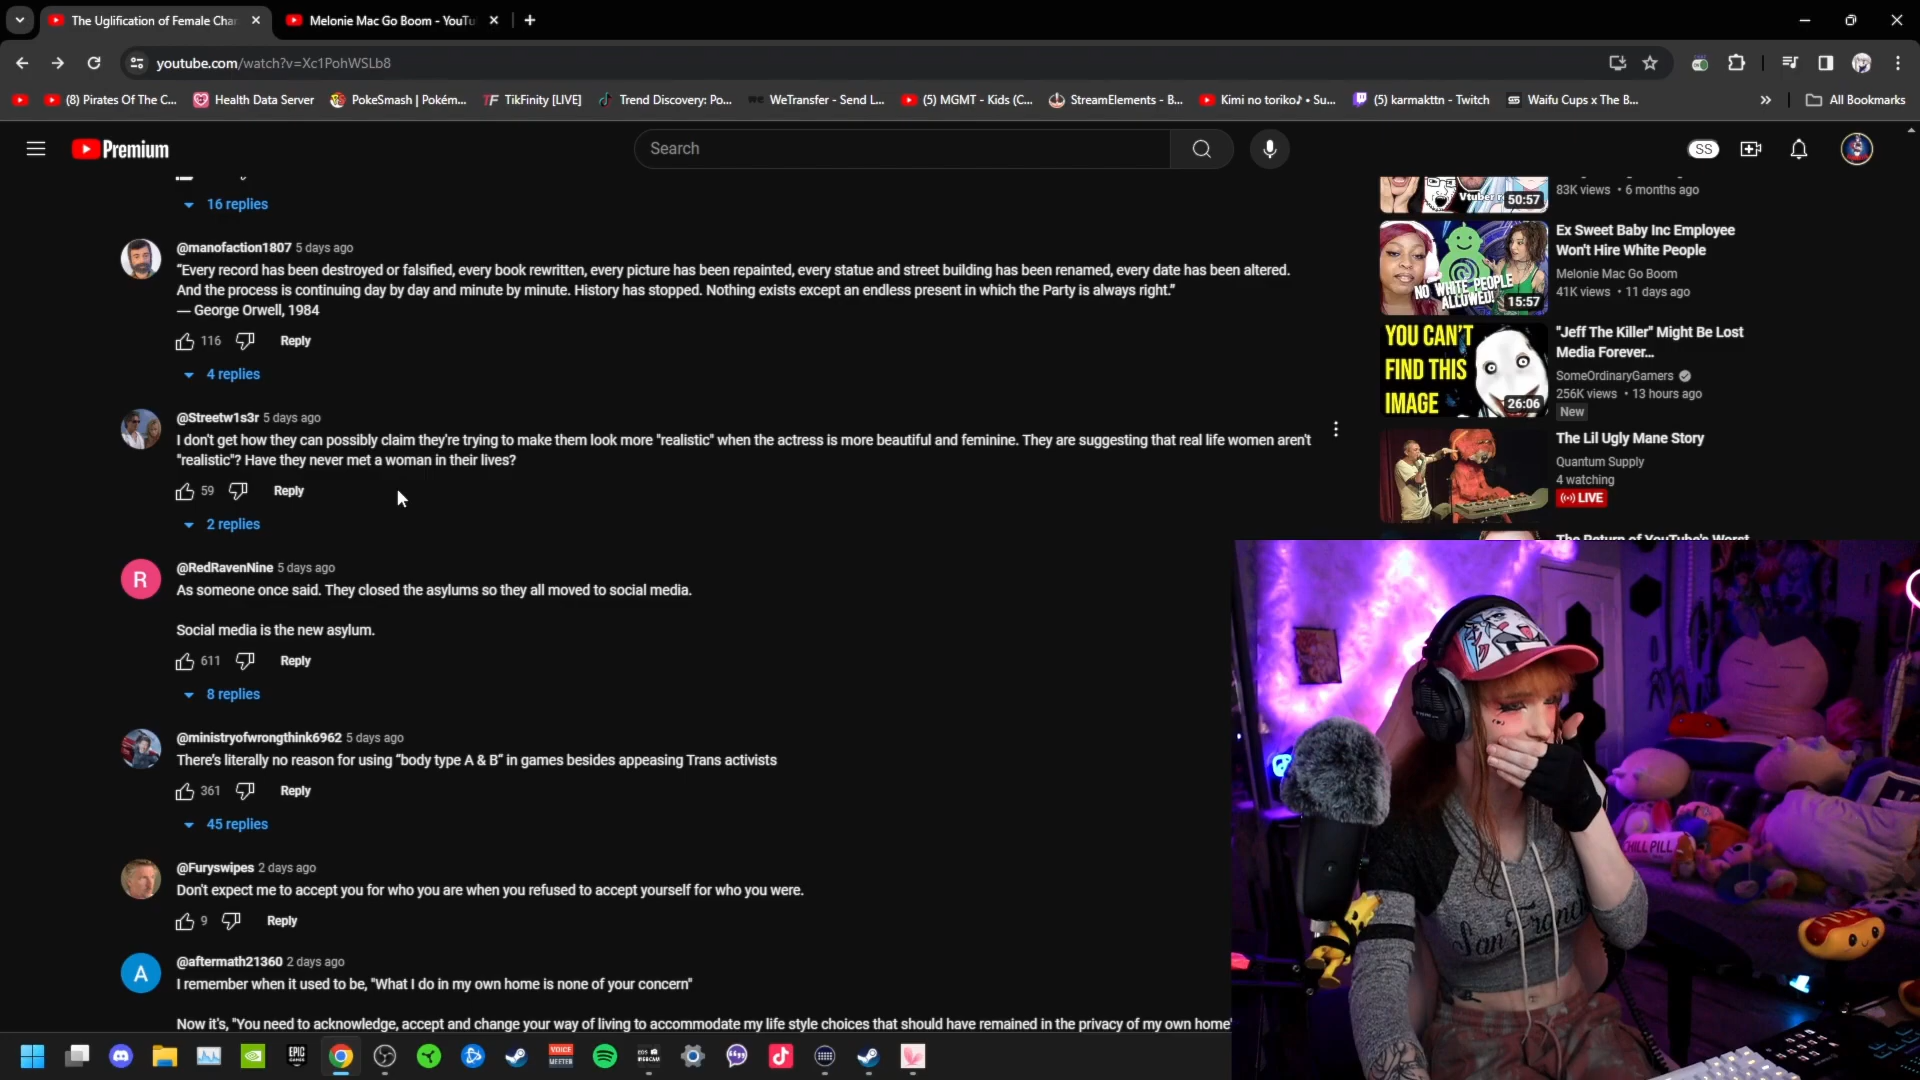 The Uglification of Female Cha
Melonie Mac Go Boom - YouTu
youtube.com/watch?v=Xc1PohWSLb8
(8) Pirates Of The C...
Health Data Server
PokeSmash | Pokém...
TikFinity [LIVE]
Trend Discovery: Po...
WeTransfer - Send L...
(5) MGMT - Kids (C...
StreamElements - B...
Kimi no toriko♪ • Su...
(5) karmakttn - Twitch
Waifu Cups x The B...
All Bookmarks
Premium
Search
SS
16 replies
@manofaction1807 5 days ago
“Every record has been destroyed or falsified, every book rewritten, every picture has been repainted, every statue and street building has been renamed, every date has been altered.
And the process is continuing day by day and minute by minute. History has stopped. Nothing exists except an endless present in which the Party is always right.”
— George Orwell, 1984
116 Reply
4 replies
@Streetw1s3r 5 days ago
I don't get how they can possibly claim they're trying to make them look more "realistic" when the actress is more beautiful and feminine. They are suggesting that real life women aren't
"realistic"? Have they never met a woman in their lives?
59 Reply
2 replies
@RedRavenNine 5 days ago
R
As someone once said. They closed the asylums so they all moved to social media.
Social media is the new asylum.
611 Reply
8 replies
@ministryofwrongthink6962 5 days ago
There's literally no reason for using “body type A & B” in games besides appeasing Trans activists
361 Reply
45 replies
@Furyswipes 2 days ago
Don't expect me to accept you for who you are when you refused to accept yourself for who you were.
9 Reply
@aftermath21360 2 days ago
A
I remember when it used to be, "What I do in my own home is none of your concern"
Now it's, "You need to acknowledge, accept and change your way of living to accommodate my life style choices that should have remained in the privacy of my own home"
Vtuber
50:57
83K views • 6 months ago
NO WHITE PEOPLE
ALLOWED!
15:57
Ex Sweet Baby Inc Employee
Won't Hire White People
Melonie Mac Go Boom
41K views • 11 days ago
YOU CAN'T
FIND THIS
IMAGE
26:06
"Jeff The Killer" Might Be Lost
Media Forever...
SomeOrdinaryGamers
256K views • 13 hours ago
New
The Lil Ugly Mane Story
Quantum Supply
4 watching
LIVE
The Return of YouTube's Worst
CHILL PILL
San Franc
EPIC
GAMES
VOICE
MEETER
EOS
WEBCAM